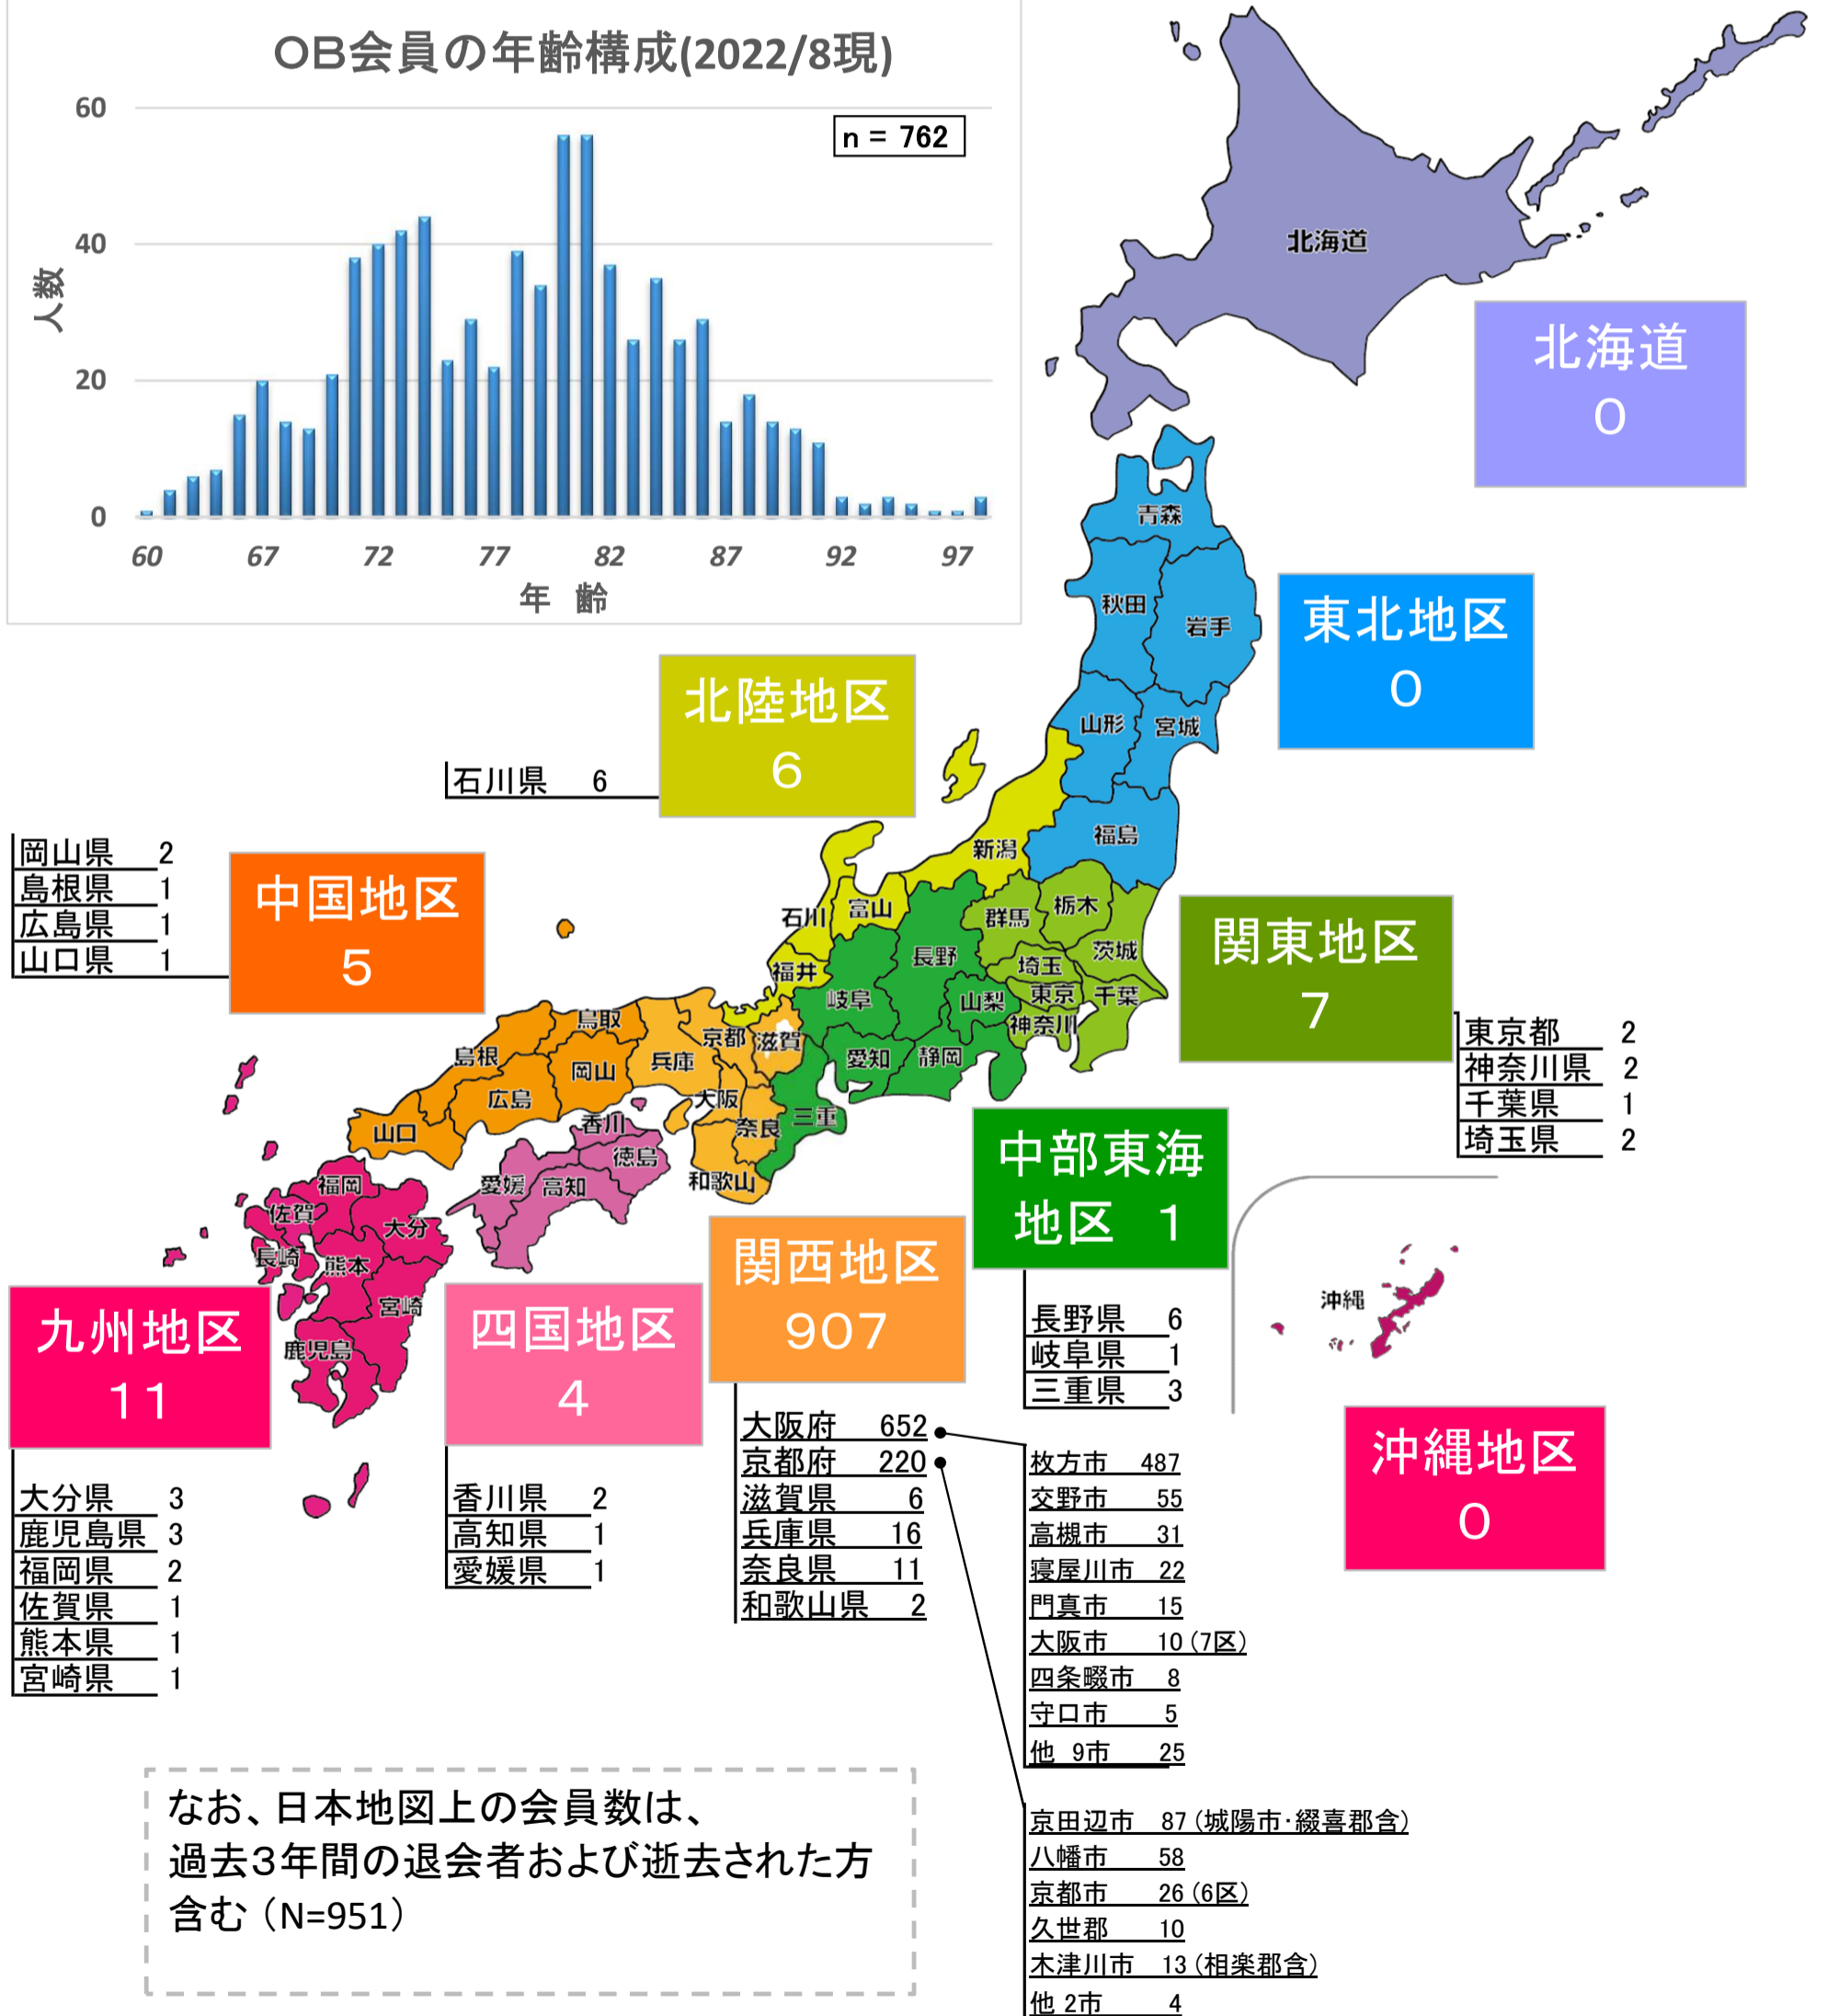 OB会員の年齢構成(2022/8現)
n = 762
60
40
20
0
人数
60 67 72 77 82 87 92 97
年 齢
北海道
北海道
0
青森
秋田
岩手
山形
宮城
福島
東北地区
0
北陸地区
6
石川県 6
新潟
富山
石川
福井
岡山県 2
島根県 1
広島県 1
山口県 1
中国地区
5
群馬
栃木
茨城
埼玉
東京
千葉
神奈川
関東地区
7
東京都 2
神奈川県 2
千葉県 1
埼玉県 2
長野
岐阜
山梨
愛知
静岡
三重
中部東海
地区 1
長野県 6
岐阜県 1
三重県 3
鳥取
島根
岡山
広島
山口
京都
滋賀
兵庫
大阪
奈良
和歌山
香川
徳島
愛媛
高知
福岡
佐賀
長崎
大分
熊本
宮崎
鹿児島
沖縄
九州地区
11
大分県 3
鹿児島県 3
福岡県 2
佐賀県 1
熊本県 1
宮崎県 1
四国地区
4
香川県 2
高知県 1
愛媛県 1
関西地区
907
大阪府 652
京都府 220
滋賀県 6
兵庫県 16
奈良県 11
和歌山県 2
沖縄地区
0
枚方市 487
交野市 55
高槻市 31
寝屋川市 22
門真市 15
大阪市 10(7区)
四条畷市 8
守口市 5
他 9市 25
京田辺市 87(城陽市・綴喜郡含)
八幡市 58
京都市 26(6区)
久世郡 10
木津川市 13(相楽郡含)
他 2市 4
なお、日本地図上の会員数は、
過去3年間の退会者および逝去された方
含む（N=951）